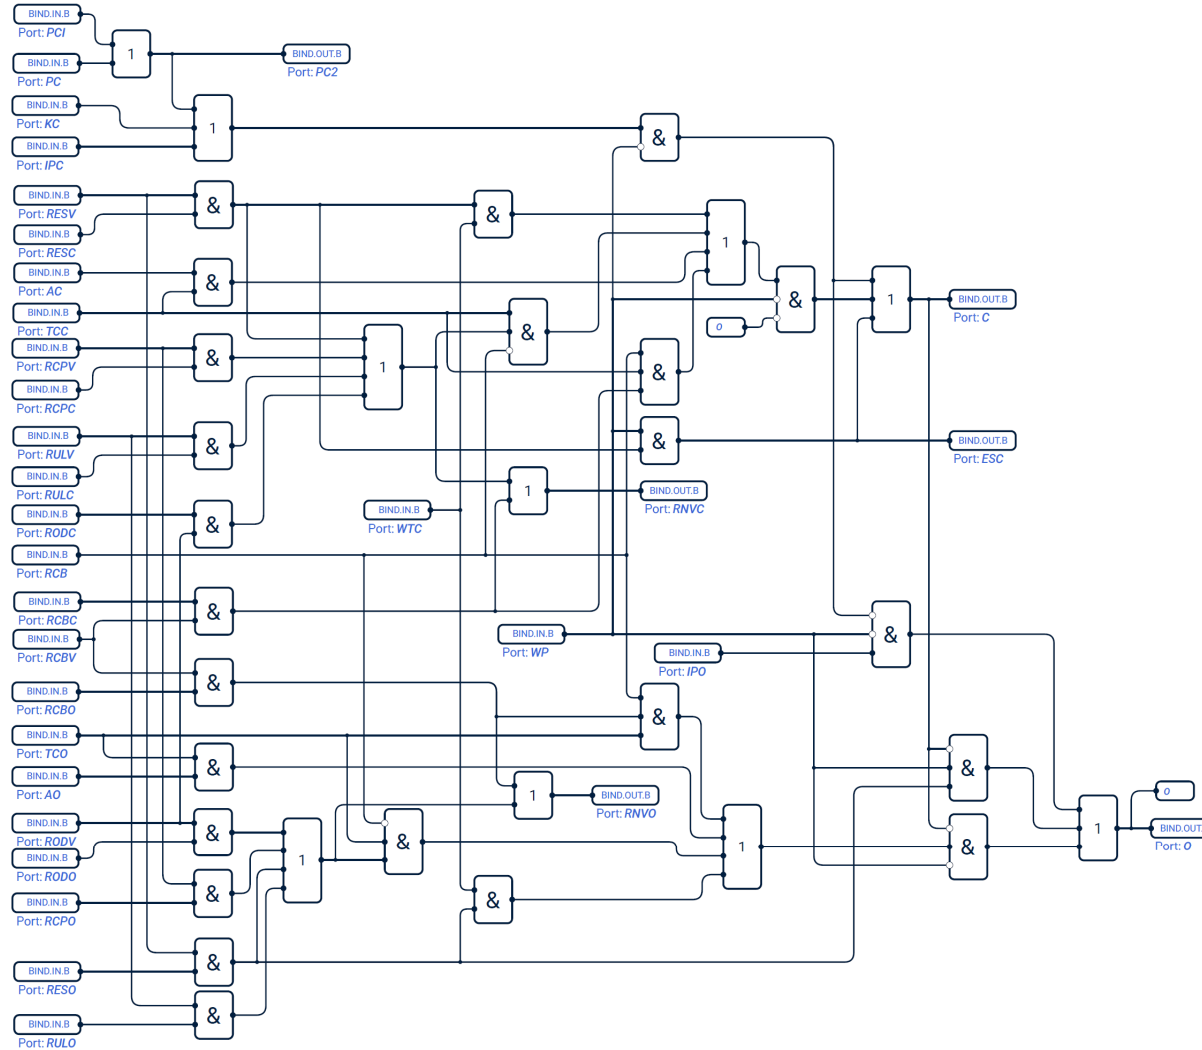 BIND.IN.B
Port: PCI
1
BIND.OUT.B
Port: PC2
BIND.IN.B
Port: PC
BIND.IN.B
Port: KC
1
&
BIND.IN.B
Port: IPC
BIND.IN.B
Port: RESV
&
&
1
BIND.IN.B
Port: RESC
BIND.IN.B
Port: AC
&
&
1
BIND.OUT.B
Port: C
BIND.IN.B
Port: TCC
&
o
BIND.IN.B
Port: RCPV
&
1
&
BIND.IN.B
Port: RCPC
BIND.IN.B
Port: RULV
&
&
BIND.OUT.B
Port: ESC
BIND.IN.B
Port: RULC
1
BIND.OUT.B
Port: RNVC
BIND.IN.B
Port: WTC
BIND.IN.B
Port: RODC
&
BIND.IN.B
Port: RCB
BIND.IN.B
Port: RCBC
&
BIND.IN.B
Port: RCBV
BIND.IN.B
Port: WP
&
BIND.IN.B
Port: IPO
BIND.IN.B
Port: RCBO
&
&
BIND.IN.B
Port: TCO
&
&
BIND.IN.B
Port: AO
1
BIND.OUT.B
Port: RNVO
o
BIND.IN.B
Port: RODV
&
1
&
1
&
1
BIND.OUT.
Port: O
BIND.IN.B
Port: RODO
BIND.IN.B
Port: RCPO
&
&
BIND.IN.B
Port: RESO
&
BIND.IN.B
Port: RULO
&